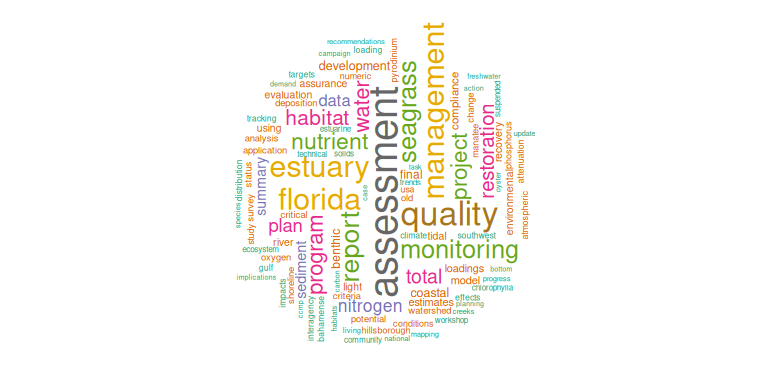 recommendations
campaign
loading
pyrodinium
management
development
seagrass
targets
numeric
demand
assurance
evaluation
deposition
data
water
assessment
compliance
change
freshwater
action
suspended
habitat
tracking
using
estuarine
nutrient
analysis
application
technical
solids
project
manatee
restoration
recovery
phosphorus
update
attenuation
estuary
task
final
trends
usa
old
oyster
environmental
atmospheric
distribution
status
summary
florida
case
quality
species
study
survey
critical
plan
program
report
benthic
climate
tidal
southwest
monitoring
river
ecosystem
oxygen
gulf
implications
sediment
carbon
light
criteria
total
loadings
bottom
model
progress
chlorophylla
impacts
shoreline
ccmp
interagency
bahamense
habitats
nitrogen
coastal
estimates
effects
planning
watershed
creeks
potential
conditions
workshop
living
hillsborough
mapping
community
national